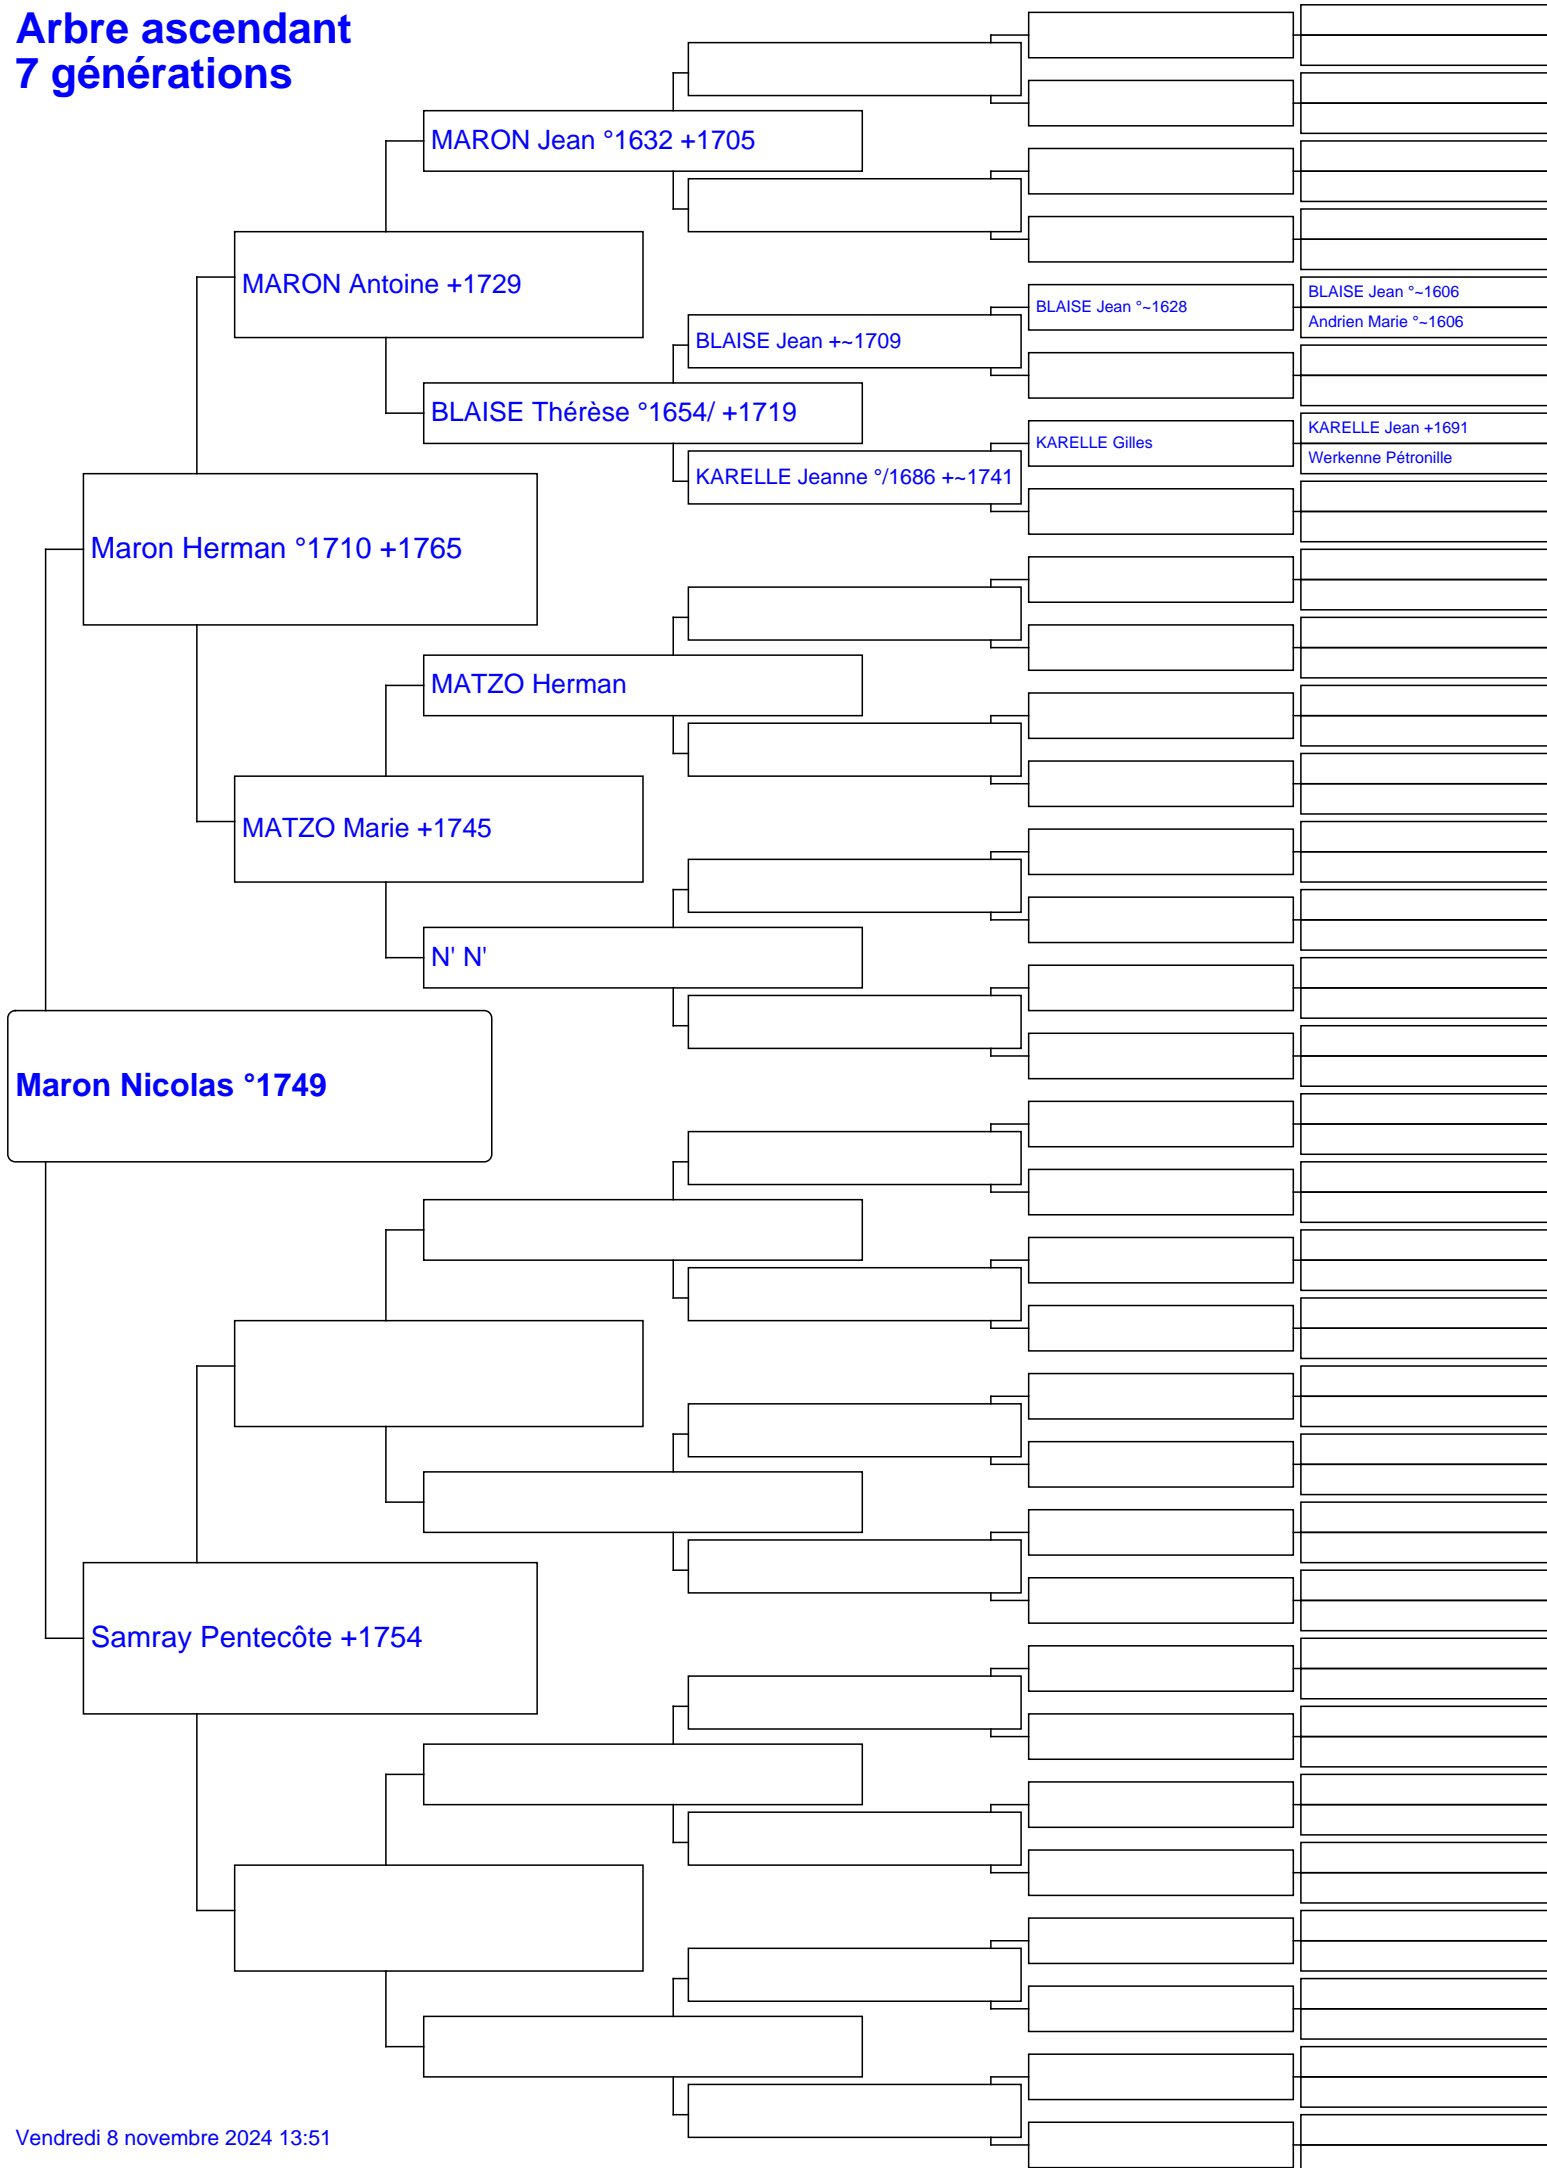 Arbre ascendant
7 générations
MARON Jean °1632 +1705
MARON Antoine +1729
BLAISE Jean °~1606
BLAISE Jean °~1628
Andrien Marie °~1606
BLAISE Jean +~1709
BLAISE Thérèse °1654/ +1719
KARELLE Jean +1691
KARELLE Gilles
Werkenne Pétronille
KARELLE Jeanne °/1686 +~1741
Maron Herman °1710 +1765
MATZO Herman
MATZO Marie +1745
N' N'
Maron Nicolas °1749
Samray Pentecôte +1754
Vendredi 8 novembre 2024 13:51